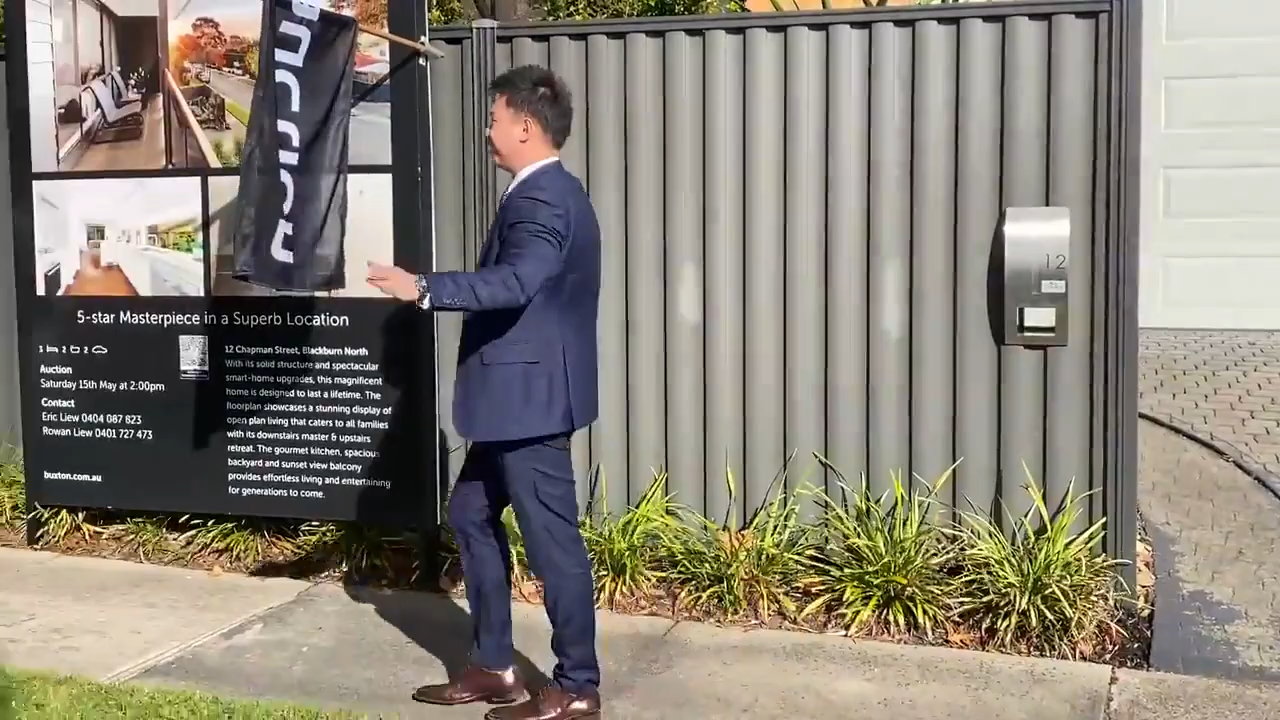 auction
5-star Masterpiece in a Superb Location
2 2
Auction
Saturday 15th May at 2:00pm
Contact
Eric Liew 0404 087 823
Rowan Liew 0401 727 473
buxton.com.au
12 Chapman Street, Blackburn North
With its solid structure and spectacular
smart-home upgrades, this magnificent
home is designed to last a lifetime. The
floorplan showcases a stunning display of
open plan living that caters to all families
with its downstairs master & upstairs
retreat. The gourmet kitchen, spacious
backyard and sunset view balcony
provides effortless living and entertaining
for generations to come.
12